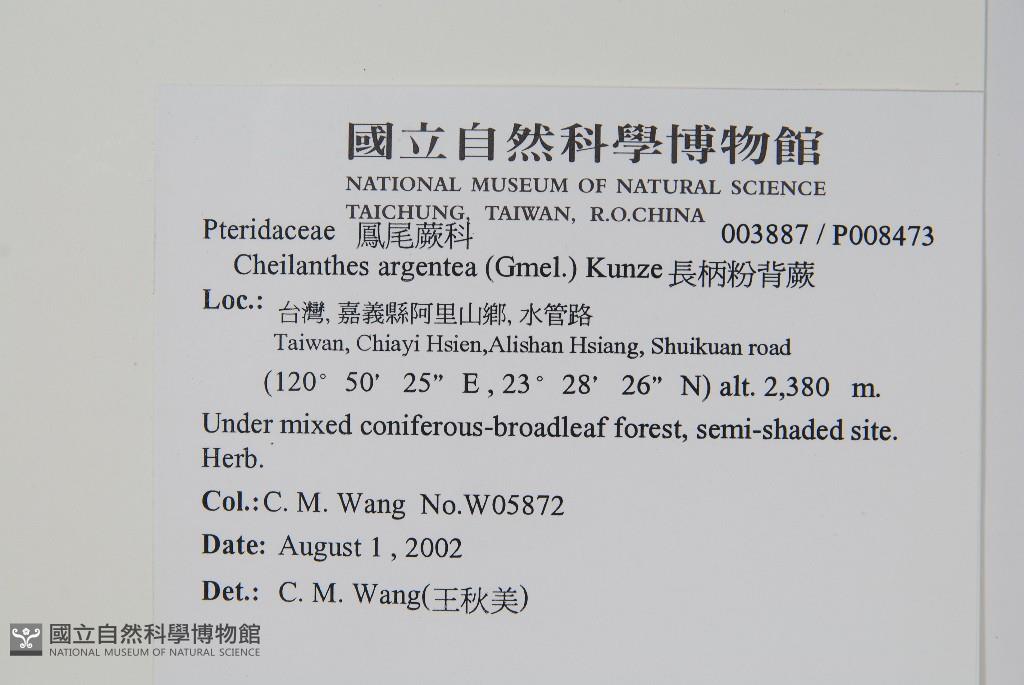 國立自然科學博物館
NATIONAL MUSEUM OF NATURAL SCIENCE
TAICHUNG, TAIWAN, R.O.CHINA
Pteridaceae 鳳尾蕨科 003887 / P008473
Cheilanthes argentea (Gmel.) Kunze 長柄粉背蕨
Loc.: 台灣, 嘉義縣阿里山鄉, 水管路
Taiwan, Chiayi Hsien,Alishan Hsiang, Shuikuan road
(120° 50’ 25” E , 23° 28’ 26” N) alt. 2,380 m.
Under mixed coniferous-broadleaf forest, semi-shaded site.
Herb.
Col.: C. M. Wang No.W05872
Date: August 1 , 2002
Det.: C. M. Wang(王秋美)
國立自然科學博物館
NATIONAL MUSEUM OF NATURAL SCIENCE